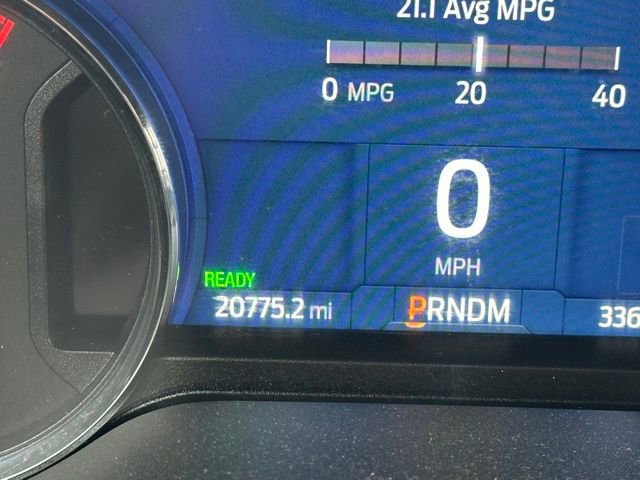 21.1 Avg MPG
0 MPG 20 40
0
MPH
READY
20775.2 mi PRNDM 336